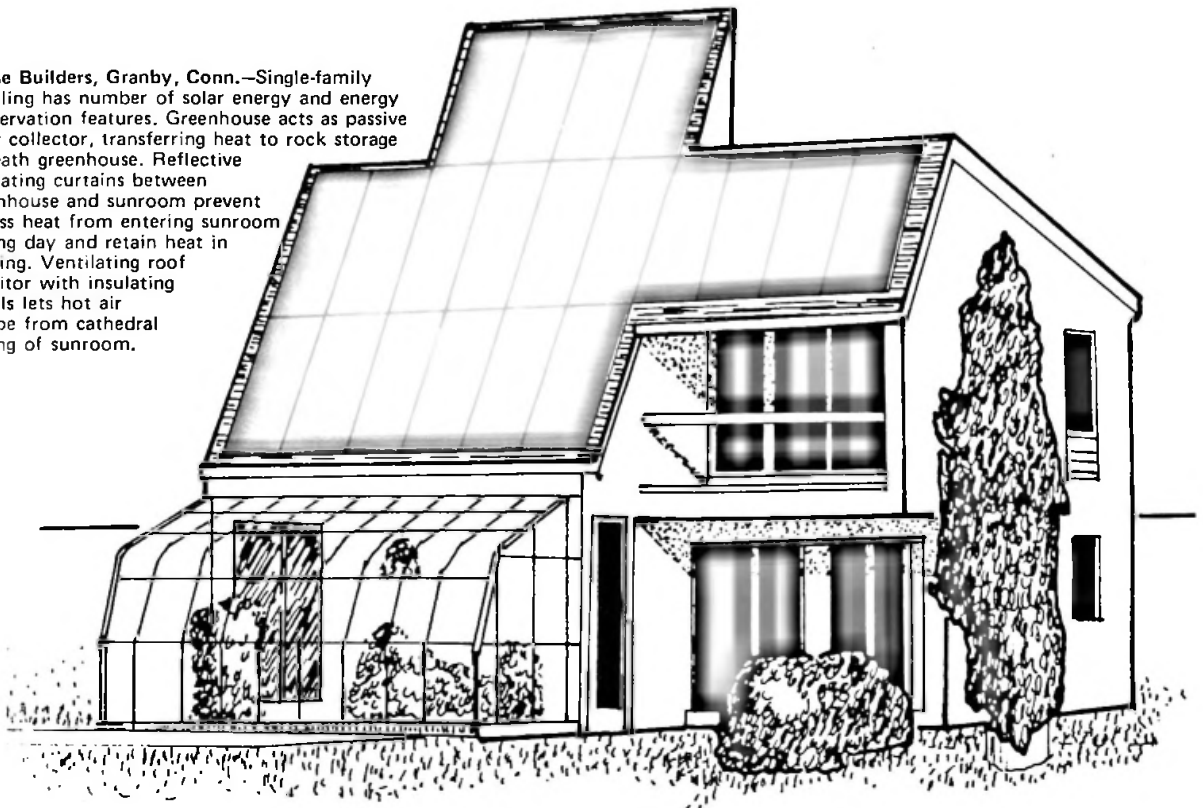 e Builders, Granby, Conn.—Single-family
ling has number of solar energy and energy
ervation features. Greenhouse acts as passive
collector, transferring heat to rock storage
eath greenhouse. Reflective
ating curtains between
nhouse and sunroom prevent
ss heat from entering sunroom
ng day and retain heat in
ing. Ventilating roof
itor with insulating
ls lets hot air
pe from cathedral
ng of sunroom.